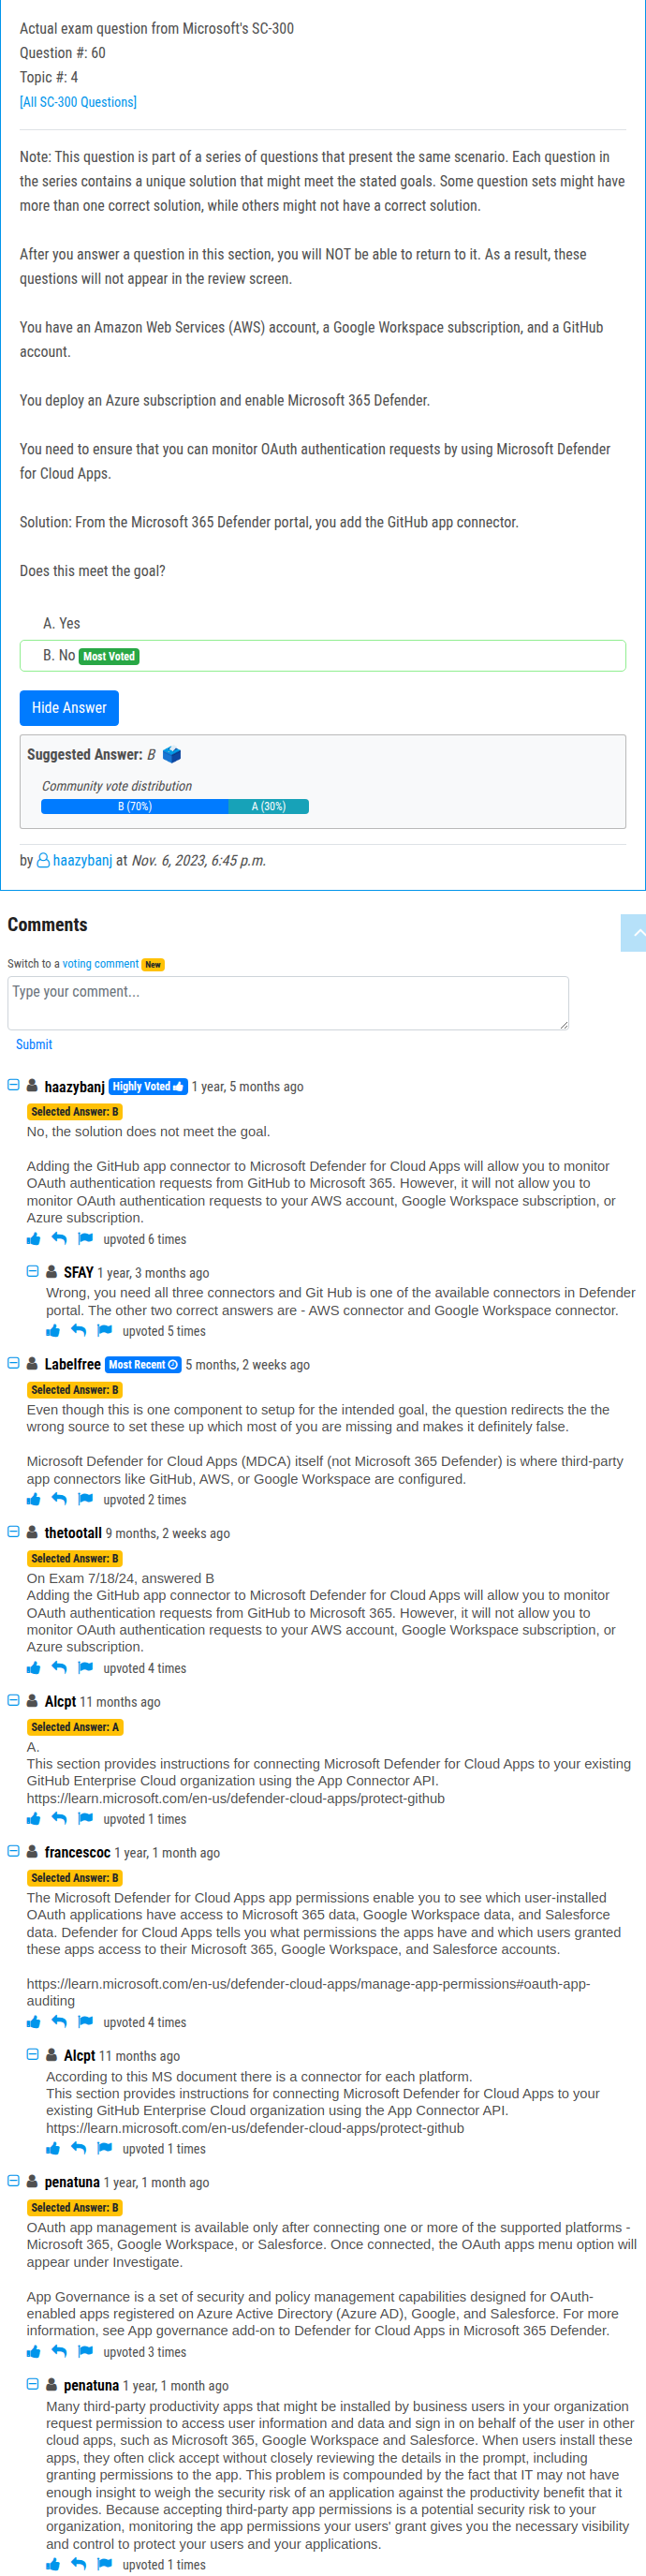 Actual exam question from Microsoft's SC-300
Question #: 60
Topic #: 4
[All SC-300 Questions]
Note: This question is part of a series of questions that present the same scenario. Each question in
the series contains a unique solution that might meet the stated goals. Some question sets might have
more than one correct solution, while others might not have a correct solution.
After you answer a question in this section, you will NOT be able to return to it. As a result, these
questions will not appear in the review screen.
You have an Amazon Web Services (AWS) account, a Google Workspace subscription, and a GitHub
account.
You deploy an Azure subscription and enable Microsoft 365 Defender.
You need to ensure that you can monitor OAuth authentication requests by using Microsoft Defender
for Cloud Apps.
Solution: From the Microsoft 365 Defender portal, you add the GitHub app connector.
Does this meet the goal?
A. Yes
B. No Most Voted
Hide Answer
Suggested Answer: B
Community vote distribution
B (70%) A (30%)
by haazybanj at Nov. 6, 2023, 6:45 p.m.
Comments
Switch to a voting comment New
Type your comment...
Submit
haazybanj Highly Voted 1 year, 5 months ago
Selected Answer: B
No, the solution does not meet the goal.
Adding the GitHub app connector to Microsoft Defender for Cloud Apps will allow you to monitor
OAuth authentication requests from GitHub to Microsoft 365. However, it will not allow you to
monitor OAuth authentication requests to your AWS account, Google Workspace subscription, or
Azure subscription.
upvoted 6 times
SFAY 1 year, 3 months ago
Wrong, you need all three connectors and Git Hub is one of the available connectors in Defender
portal. The other two correct answers are - AWS connector and Google Workspace connector.
upvoted 5 times
Labelfree Most Recent 5 months, 2 weeks ago
Selected Answer: B
Even though this is one component to setup for the intended goal, the question redirects the the
wrong source to set these up which most of you are missing and makes it definitely false.
Microsoft Defender for Cloud Apps (MDCA) itself (not Microsoft 365 Defender) is where third-party
app connectors like GitHub, AWS, or Google Workspace are configured.
upvoted 2 times
thetootall 9 months, 2 weeks ago
Selected Answer: B
On Exam 7/18/24, answered B
Adding the GitHub app connector to Microsoft Defender for Cloud Apps will allow you to monitor
OAuth authentication requests from GitHub to Microsoft 365. However, it will not allow you to
monitor OAuth authentication requests to your AWS account, Google Workspace subscription, or
Azure subscription.
upvoted 4 times
Alcpt 11 months ago
Selected Answer: A
A.
This section provides instructions for connecting Microsoft Defender for Cloud Apps to your existing
GitHub Enterprise Cloud organization using the App Connector API.
https://learn.microsoft.com/en-us/defender-cloud-apps/protect-github
upvoted 1 times
francescoc 1 year, 1 month ago
Selected Answer: B
The Microsoft Defender for Cloud Apps app permissions enable you to see which user-installed
OAuth applications have access to Microsoft 365 data, Google Workspace data, and Salesforce
data. Defender for Cloud Apps tells you what permissions the apps have and which users granted
these apps access to their Microsoft 365, Google Workspace, and Salesforce accounts.
https://learn.microsoft.com/en-us/defender-cloud-apps/manage-app-permissions#oauth-app-
auditing
upvoted 4 times
Alcpt 11 months ago
According to this MS document there is a connector for each platform.
This section provides instructions for connecting Microsoft Defender for Cloud Apps to your
existing GitHub Enterprise Cloud organization using the App Connector API.
https://learn.microsoft.com/en-us/defender-cloud-apps/protect-github
upvoted 1 times
penatuna 1 year, 1 month ago
Selected Answer: B
OAuth app management is available only after connecting one or more of the supported platforms -
Microsoft 365, Google Workspace, or Salesforce. Once connected, the OAuth apps menu option will
appear under Investigate.
App Governance is a set of security and policy management capabilities designed for OAuth-
enabled apps registered on Azure Active Directory (Azure AD), Google, and Salesforce. For more
information, see App governance add-on to Defender for Cloud Apps in Microsoft 365 Defender.
upvoted 3 times
penatuna 1 year, 1 month ago
Many third-party productivity apps that might be installed by business users in your organization
request permission to access user information and data and sign in on behalf of the user in other
cloud apps, such as Microsoft 365, Google Workspace and Salesforce. When users install these
apps, they often click accept without closely reviewing the details in the prompt, including
granting permissions to the app. This problem is compounded by the fact that IT may not have
enough insight to weigh the security risk of an application against the productivity benefit that it
provides. Because accepting third-party app permissions is a potential security risk to your
organization, monitoring the app permissions your users' grant gives you the necessary visibility
and control to protect your users and your applications.
upvoted 1 times